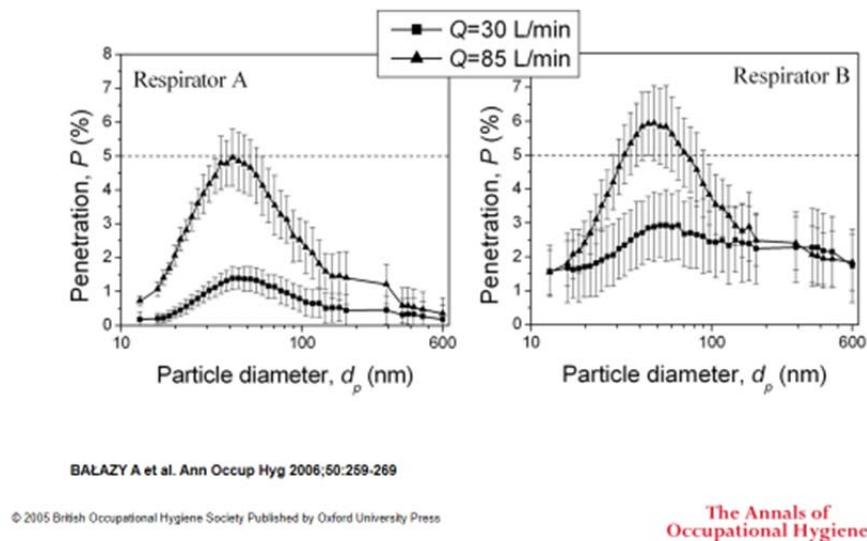 Q=30 L/min
Q=85 L/min
Respirator A
Penetration, P (%)
8
7
6
5
4
3
2
1
0
10
100
600
Particle diameter, dp (nm)
Respirator B
Penetration, P (%)
7
6
5
4
3
2
1
0
10
100
600
Particle diameter, dp (nm)
BAŁAZY A et al. Ann Occup Hyg 2006;50:259-269
© 2005 British Occupational Hygiene Society Published by Oxford University Press
The Annals of
Occupational Hygiene